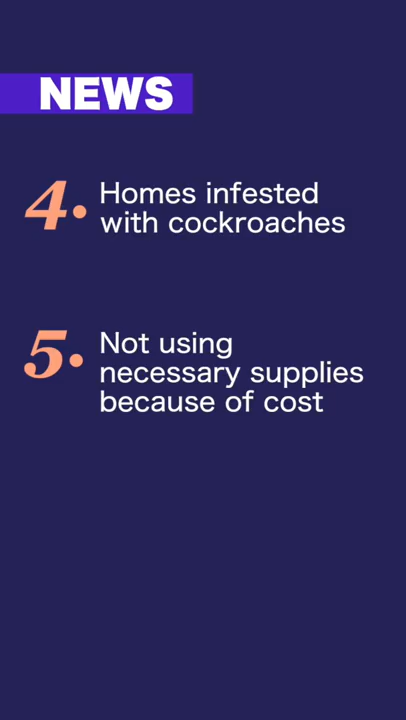 NEWS
4. Homes infested
with cockroaches
5. Not using
necessary supplies
because of cost